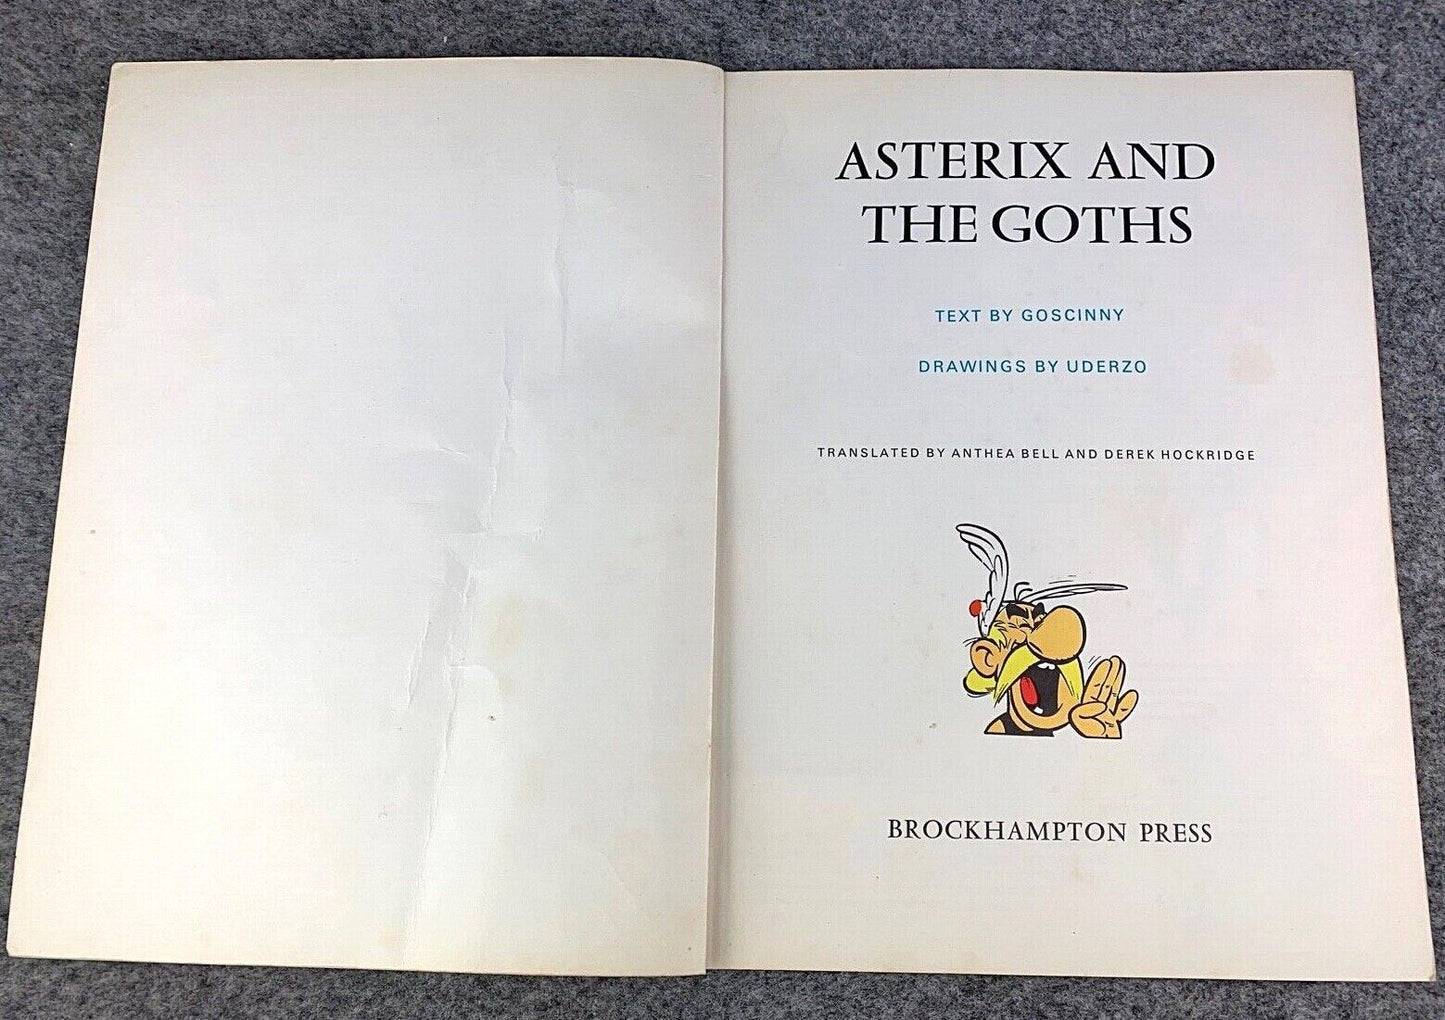 ASTERIX AND
THE GOTHS
TEXT BY GOSCINNY
DRAWINGS BY UDERZO
TRANSLATED BY ANTHEA BELL AND DEREK HOCKRIDGE
BROCKHAMPTON PRESS